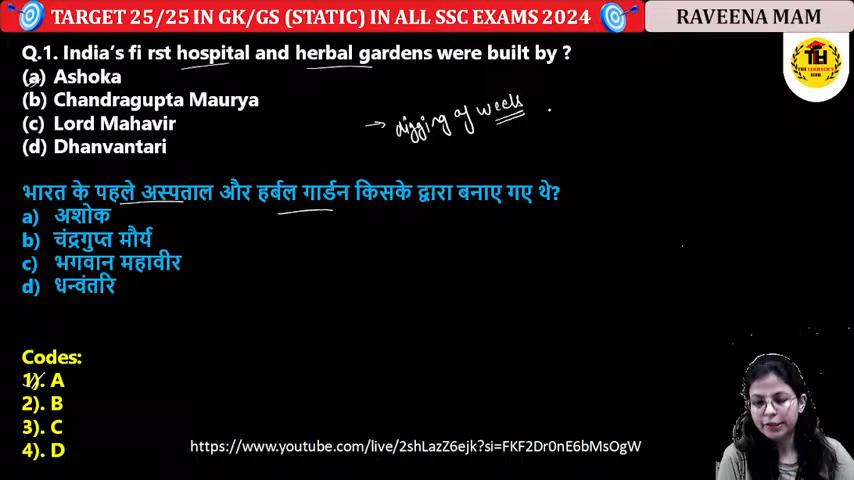 TARGET 25/25 IN GK/GS (STATIC) IN ALL SSC EXAMS 2024
RAVEENA MAM
Q.1. India's fi rst hospital and herbal gardens were built by ?
(a) Ashoka
(b) Chandragupta Maurya
(c) Lord Mahavir
(d) Dhanvantari
→ digging of weels
भारत के पहले अस्पताल और हर्बल गार्डन किसके द्वारा बनाए गए थे?
a) अशोक
b) चंद्रगुप्त मौर्य
c) भगवान महावीर
d) धन्वंतरि
Codes:
1). A
2). B
3). C
4). D
https://www.youtube.com/live/2shLazZ6ejk?si=FKF2Dr0nE6bMsOgW